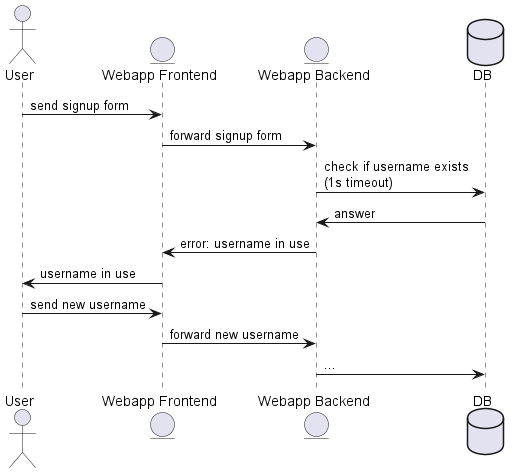 User
Webapp Frontend
Webapp Backend
DB
send signup form
forward signup form
check if username exists
(1s timeout)
answer
error: username in use
username in use
send new username
forward new username
...
User
Webapp Frontend
Webapp Backend
DB